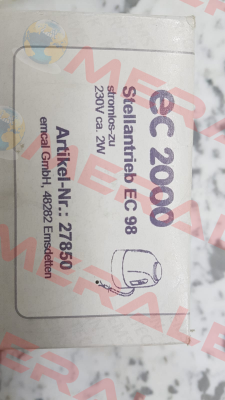 ec 2000
Stellantrieb EC 98
stromlos-zu
230V ca. 2W
Artikel-Nr.: 27850
emcal GmbH, 48282 Emsdetten